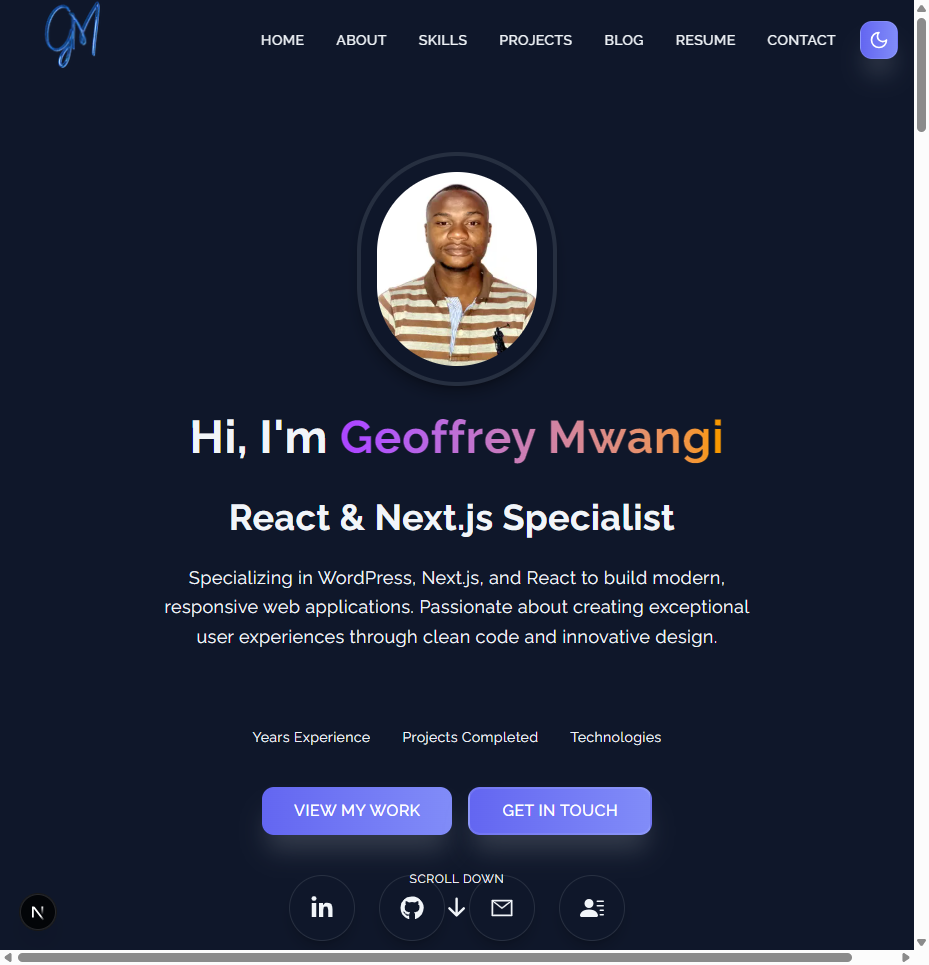 GM
HOME ABOUT SKILLS PROJECTS BLOG RESUME CONTACT
Hi, I'm Geoffrey Mwangi
React & Next.js Specialist
Specializing in WordPress, Next.js, and React to build modern,
responsive web applications. Passionate about creating exceptional
user experiences through clean code and innovative design.
Years Experience Projects Completed Technologies
VIEW MY WORK GET IN TOUCH
SCROLL DOWN
in
N